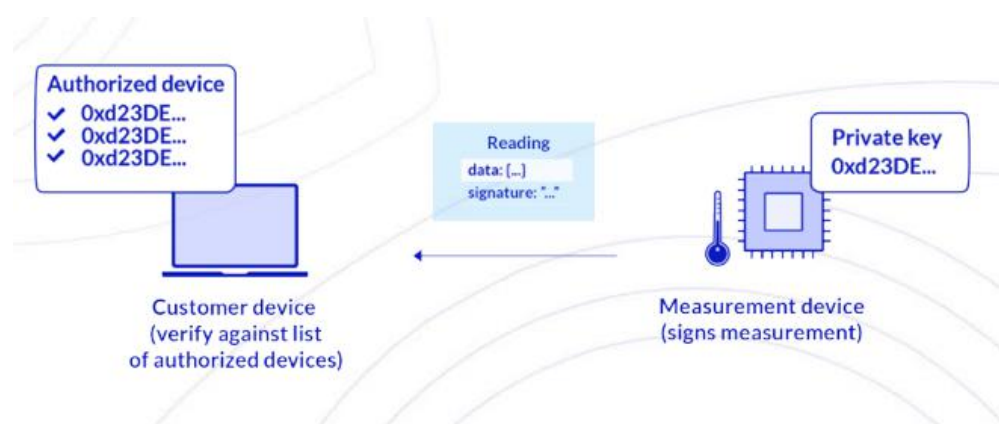 Authorized device
0xd23DE...
0xd23DE...
0xd23DE...
Reading
data: [...]
signature: "..."
Private key
0xd23DE...
Customer device
(verify against list
of authorized devices)
Measurement device
(signs measurement)